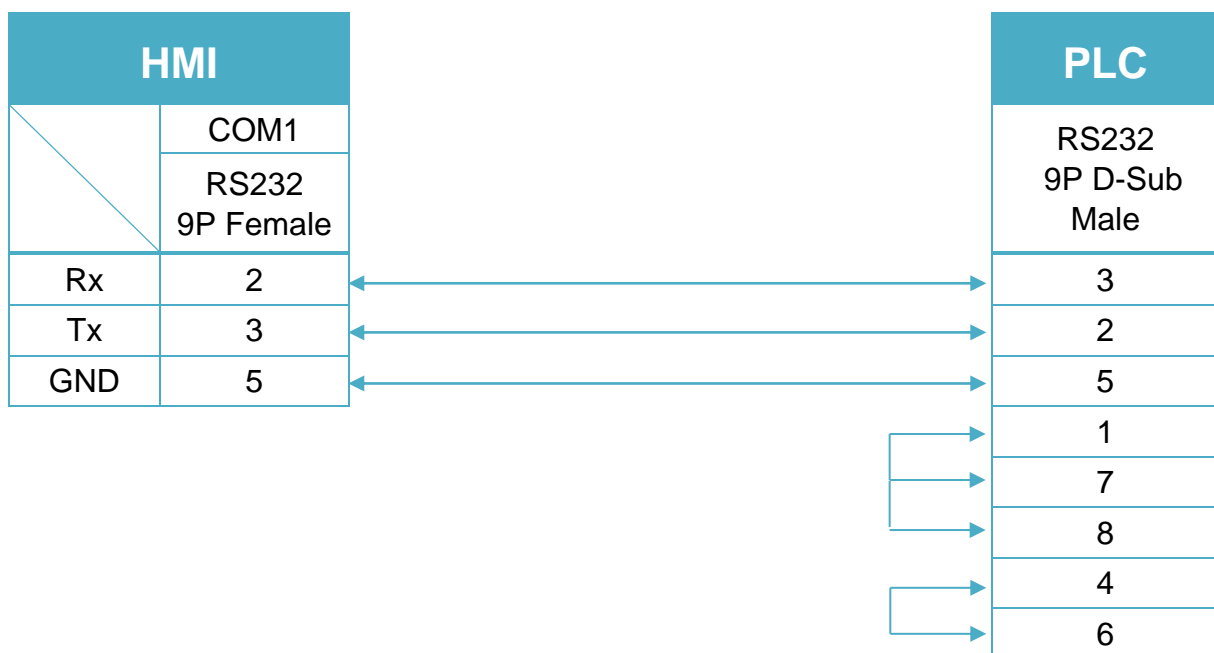 HMI
PLC
COM1
RS232
9P Female
RS232
9P D-Sub
Male
Rx 2 3
Tx 3 2
GND 5 5
1
7
8
4
6